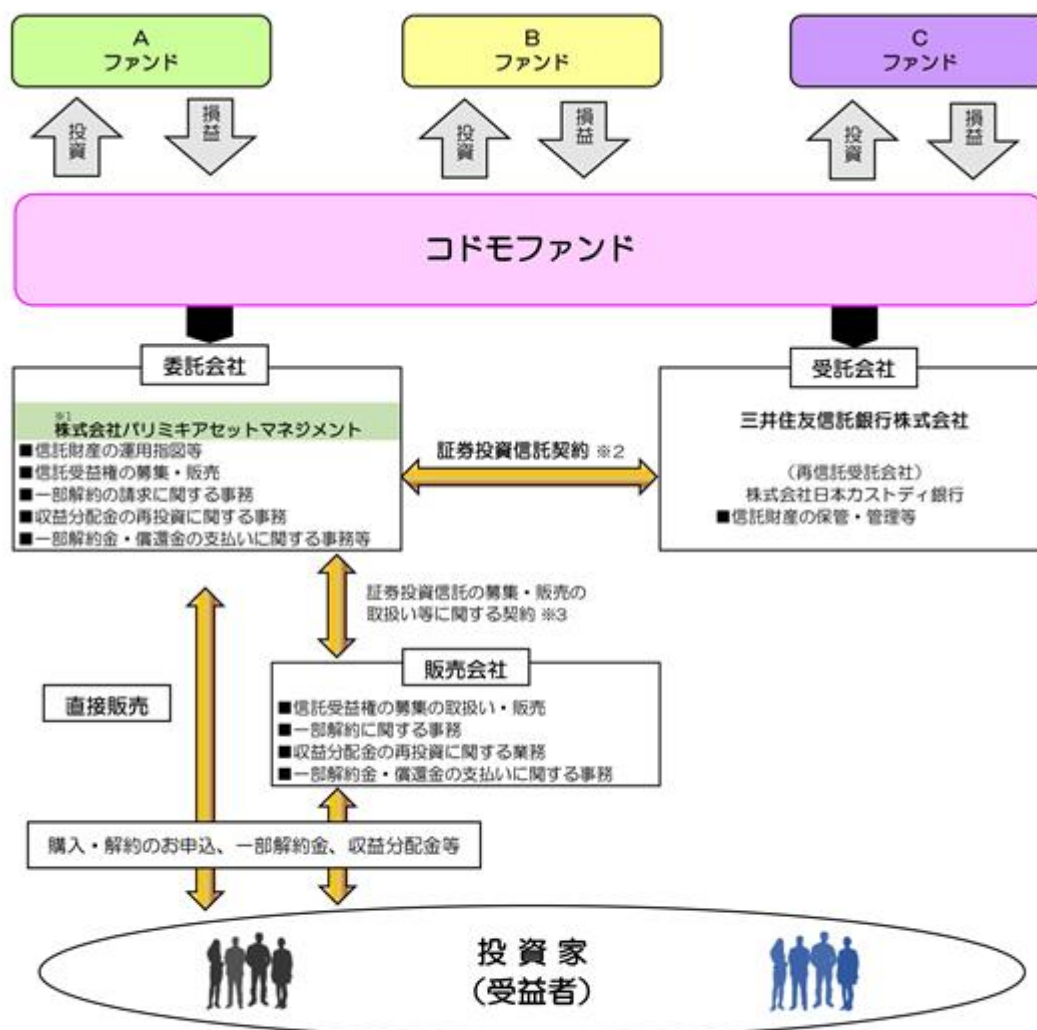 A
ファンド
B
ファンド
C
ファンド
投資
損益
投資
損益
投資
損益
コドモファンド
委託会社
※1
株式会社パリミキアセットマネジメント
■信託財産の運用指図等
■信託受益権の募集・販売
■一部解約の請求に関する事務
■収益分配金の再投資に関する事務
■一部解約金・償還金の支払いに関する事務等
証券投資信託契約 ※2
受託会社
三井住友信託銀行株式会社
（再信託受託会社）
株式会社日本カストディ銀行
■信託財産の保管・管理等
証券投資信託の募集・販売の
取扱い等に関する契約 ※3
販売会社
■信託受益権の募集の取扱い・販売
■一部解約に関する事務
■収益分配金の再投資に関する業務
■一部解約金・償還金の支払いに関する事務
直接販売
購入・解約のお申込、一部解約金、収益分配金等
投資家
（受益者）